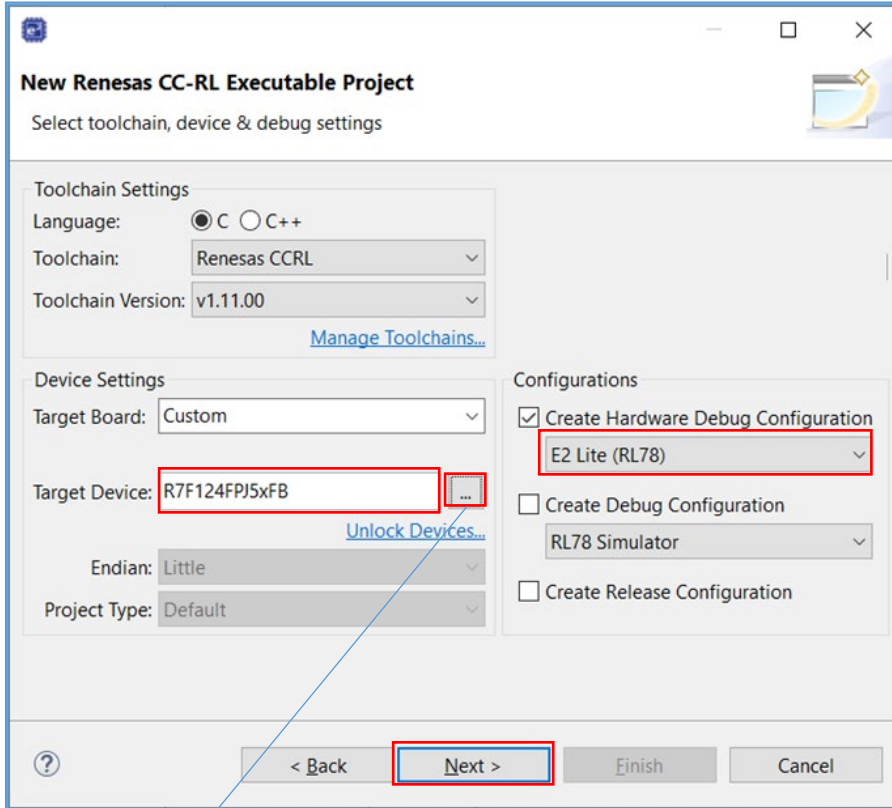 New Renesas CC-RL Executable Project
Select toolchain, device & debug settings
Toolchain Settings
Language: C C++
Toolchain: Renesas CCRL
Toolchain Version: v1.11.00
Manage Toolchains...
Device Settings
Target Board: Custom
Target Device: R7F124FPJ5xFB ...
Unlock Devices...
Endian: Little
Project Type: Default
Configurations
Create Hardware Debug Configuration
E2 Lite (RL78)
Create Debug Configuration
RL78 Simulator
Create Release Configuration
? < Back Next > Finish Cancel